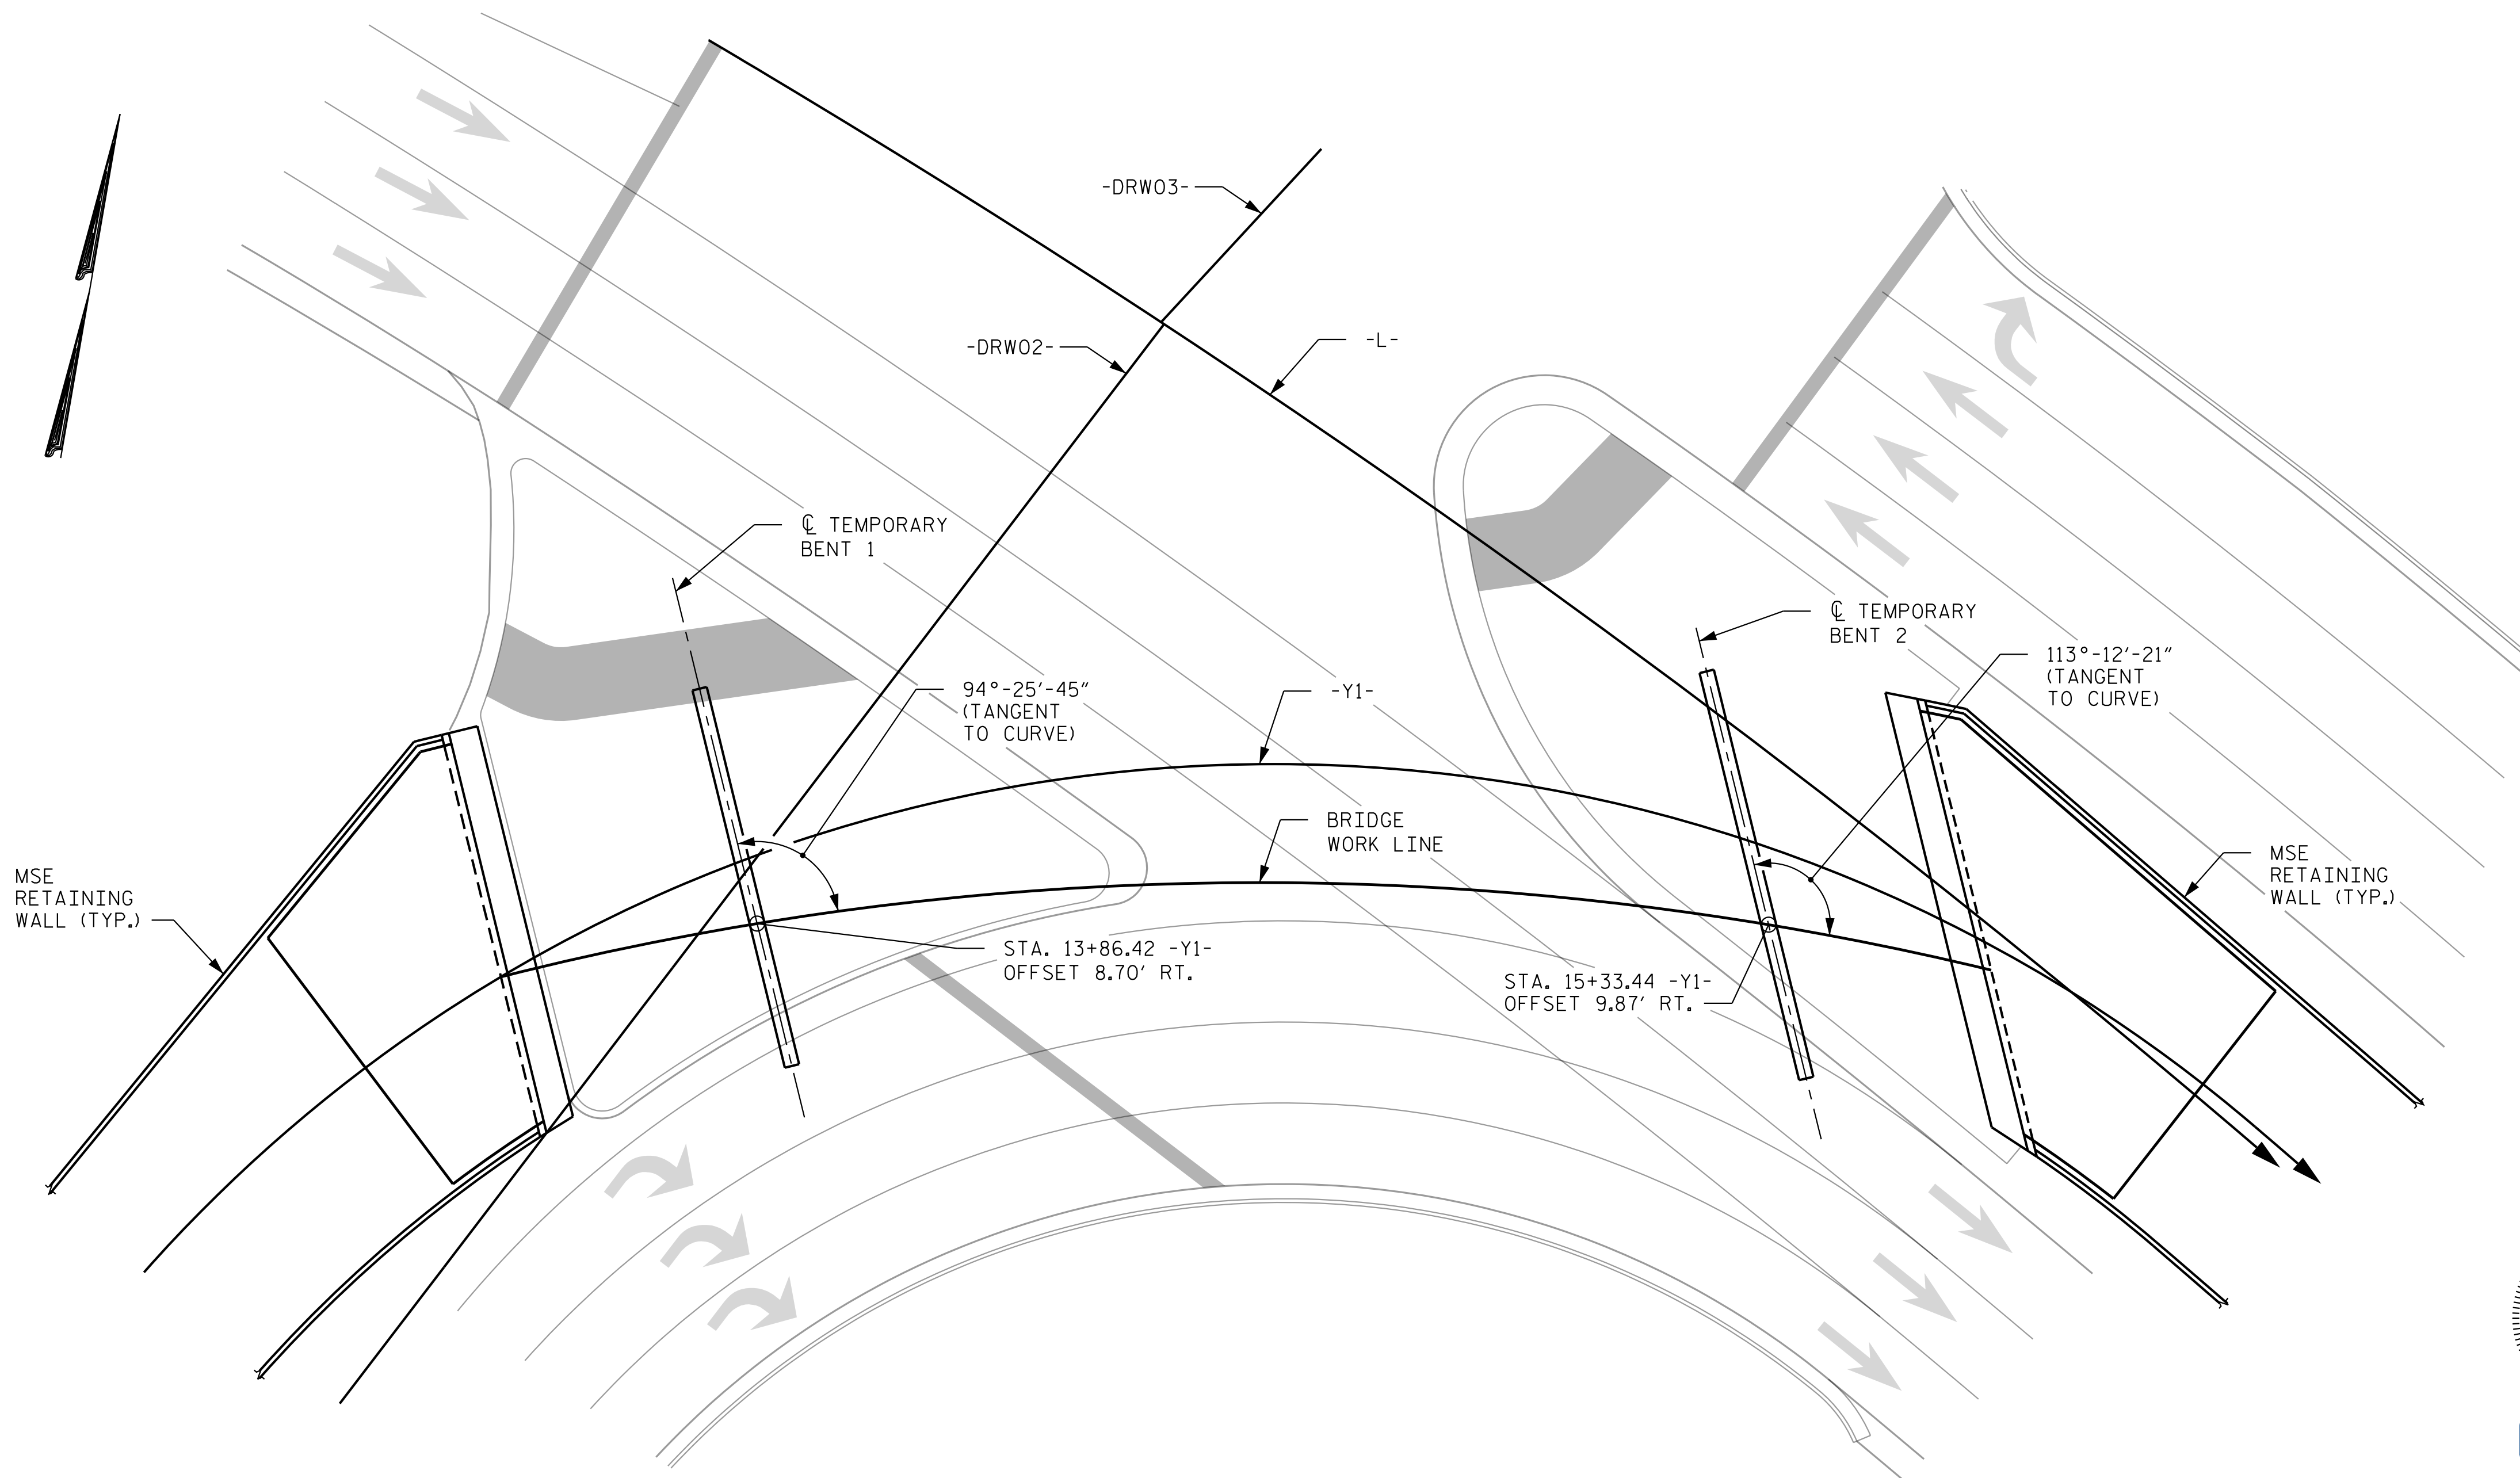 -DRW03-
-DRW02-
-L-
℄ TEMPORARY
BENT 1
℄ TEMPORARY
BENT 2
94°-25'-45"
(TANGENT
TO CURVE)
-Y1-
113°-12'-21"
(TANGENT
TO CURVE)
BRIDGE
WORK LINE
MSE
RETAINING
WALL (TYP.)
MSE
RETAINING
WALL (TYP.)
STA. 13+86.42 -Y1-
OFFSET 8.70' RT.
STA. 15+33.44 -Y1-
OFFSET 9.87' RT.